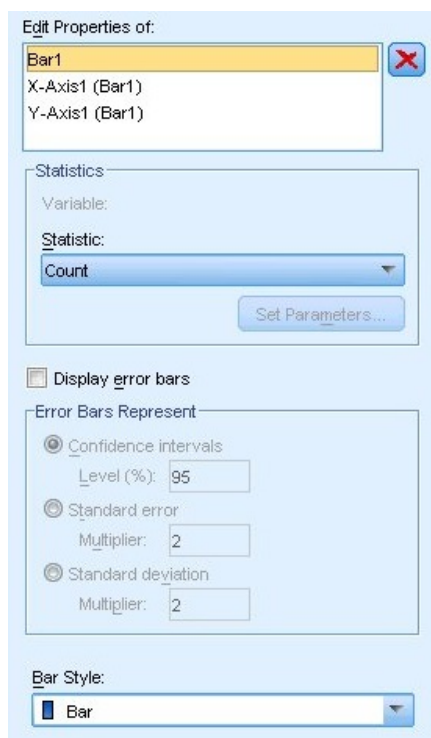 Edit Properties of:
Bar1
X-Axis1 (Bar1)
Y-Axis1 (Bar1)
Statistics
Variable:
Statistic:
Count
Set Parameters...
Display error bars
Error Bars Represent
Confidence intervals
Level (%): 95
Standard error
Multiplier: 2
Standard deviation
Multiplier: 2
Bar Style:
Bar